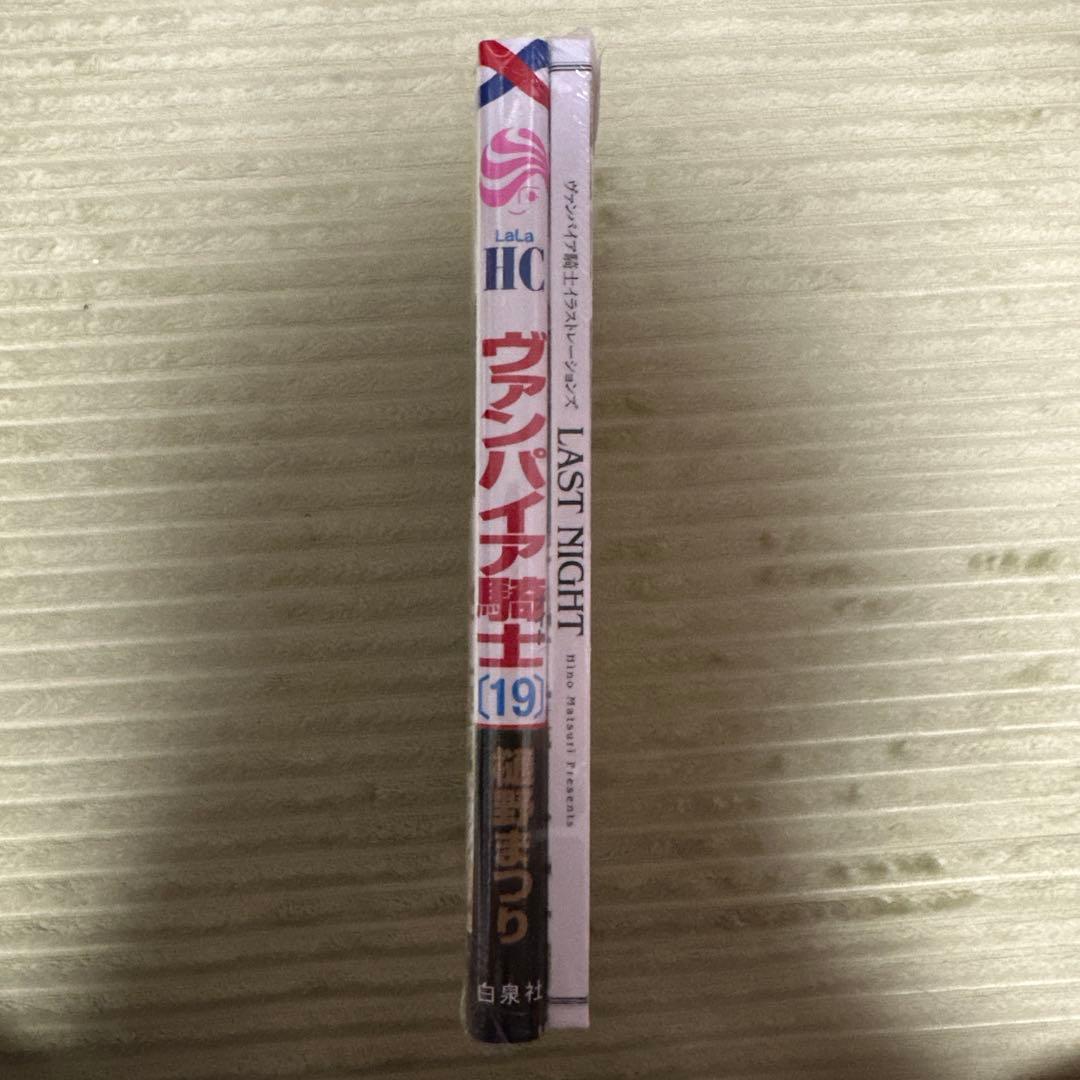 LaLa
HC
ヴァンパイア騎士
〔19〕
樋野まつり
白泉社
ヴァンパイア騎士イラストレーションズ
LAST NIGHT
Hino Matsuri Presents